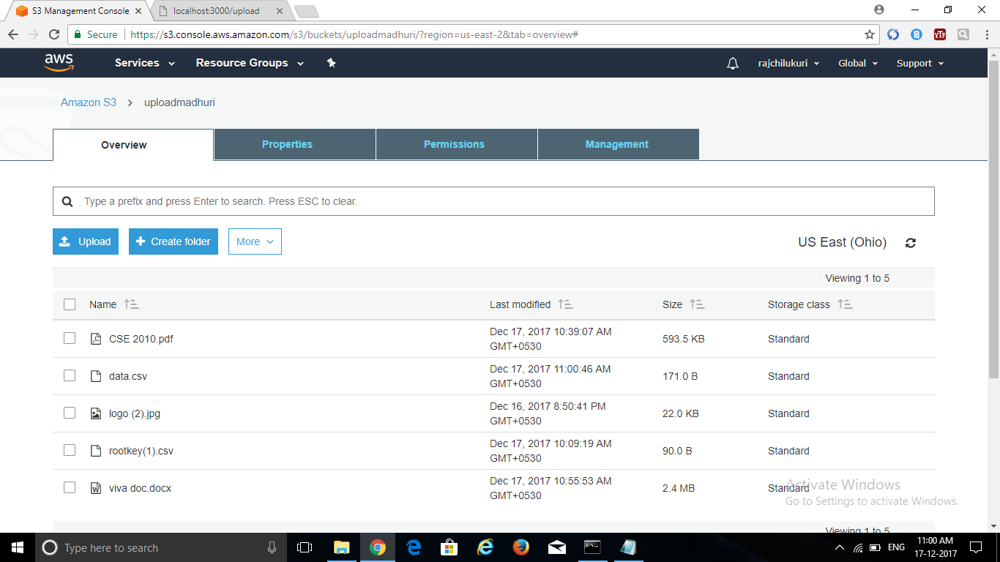 S3 Management Console
localhost:3000/upload
Secure https://s3.console.aws.amazon.com/s3/buckets/uploadmadhuri/?region=us-east-2&tab=overview#
YTF
aws Services Resource Groups rajchilukuri Global Support
Amazon S3 > uploadmadhuri
Overview Properties Permissions Management
Type a prefix and press Enter to search. Press ESC to clear.
Upload + Create folder More US East (Ohio)
Viewing 1 to 5
Name Last modified Size Storage class
CSE 2010.pdf Dec 17, 2017 10:39:07 AM 593.5 KB Standard
GMT+0530
data.csv Dec 17, 2017 11:00:46 AM 171.0 B Standard
GMT+0530
logo (2).jpg Dec 16, 2017 8:50:41 PM 22.0 KB Standard
GMT+0530
rootkey(1).csv Dec 17, 2017 10:09:19 AM 90.0 B Standard
GMT+0530
viva doc.docx Dec 17, 2017 10:55:53 AM 2.4 MB Standard
GMT+0530
Activate Windows
Go to Settings to activate Windows.
Viewing 1 to 5
Type here to search
ENG
11:00 AM
17-12-2017